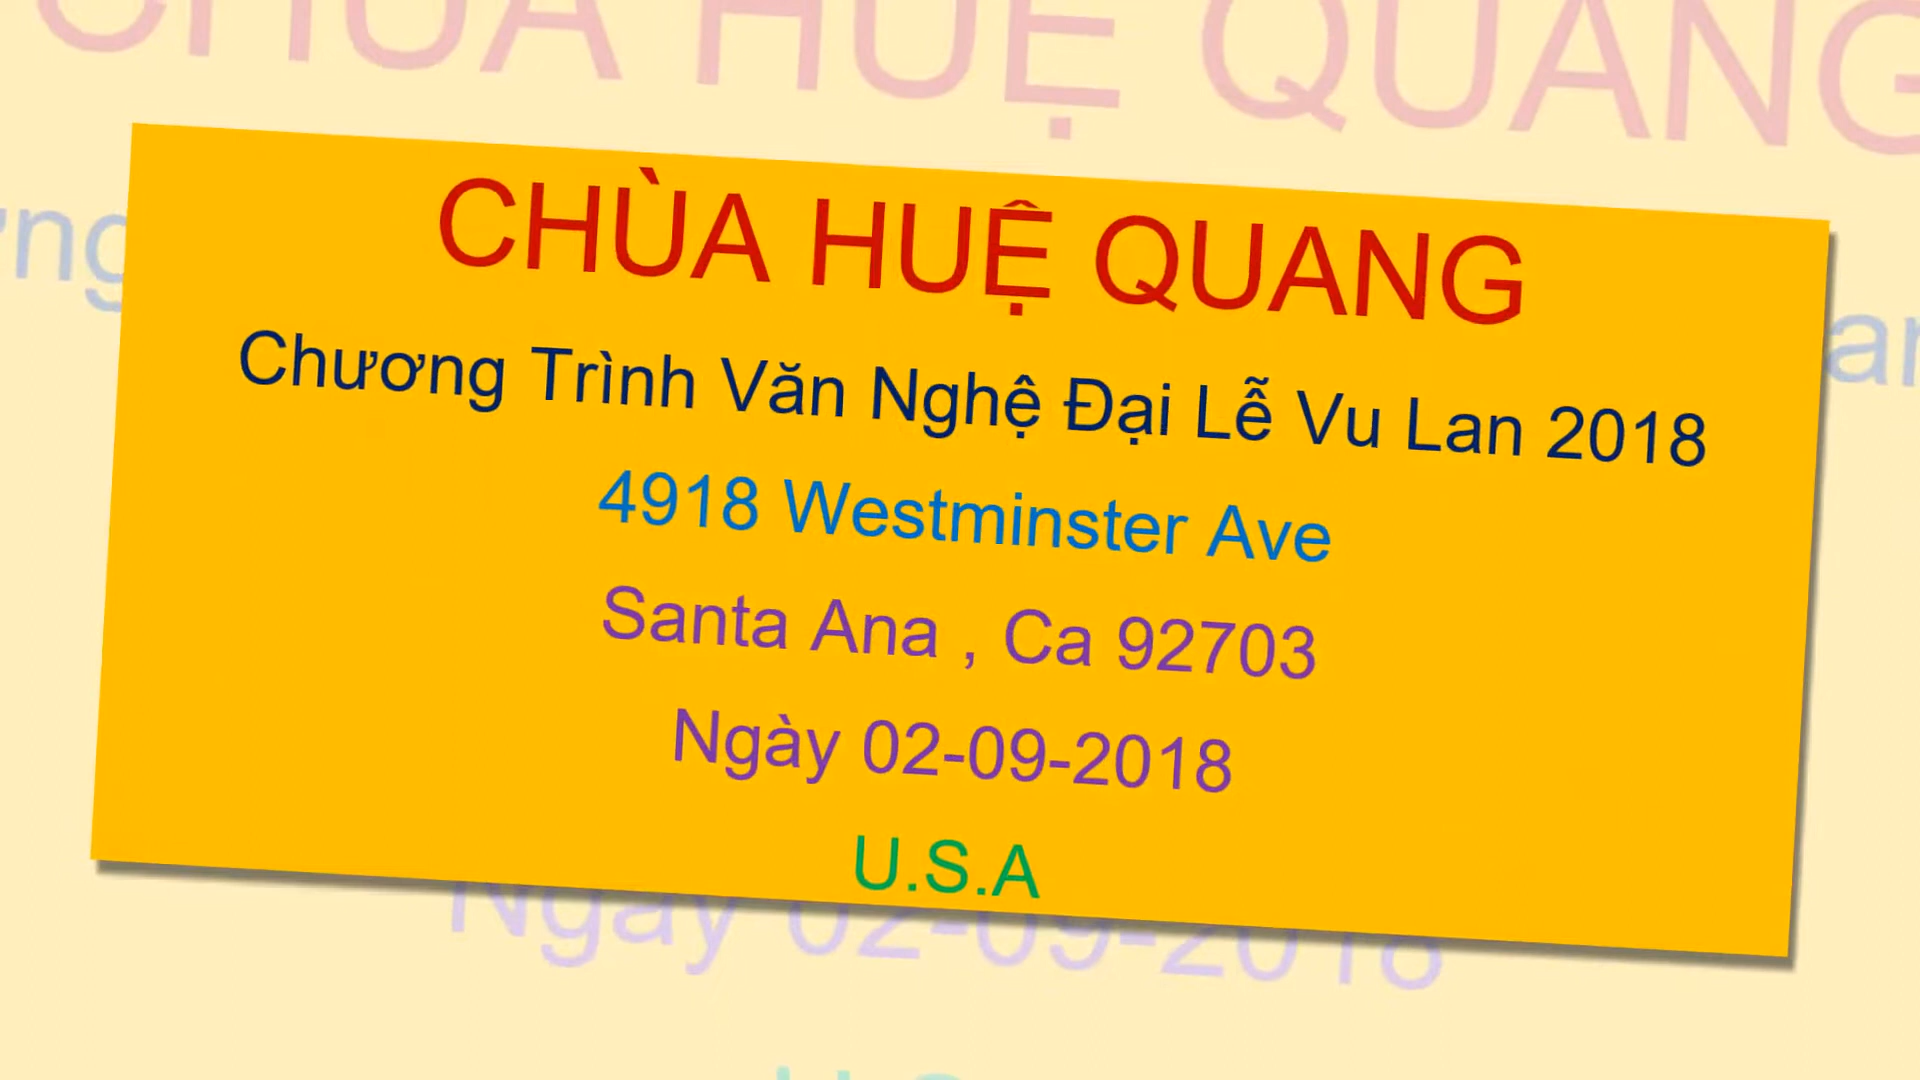 CHÙA HUỆ QUANG
Chương Trình Văn Nghệ Đại Lễ Vu Lan 2018
4918 Westminster Ave
Santa Ana , Ca 92703
Ngày 02-09-2018
U.S.A